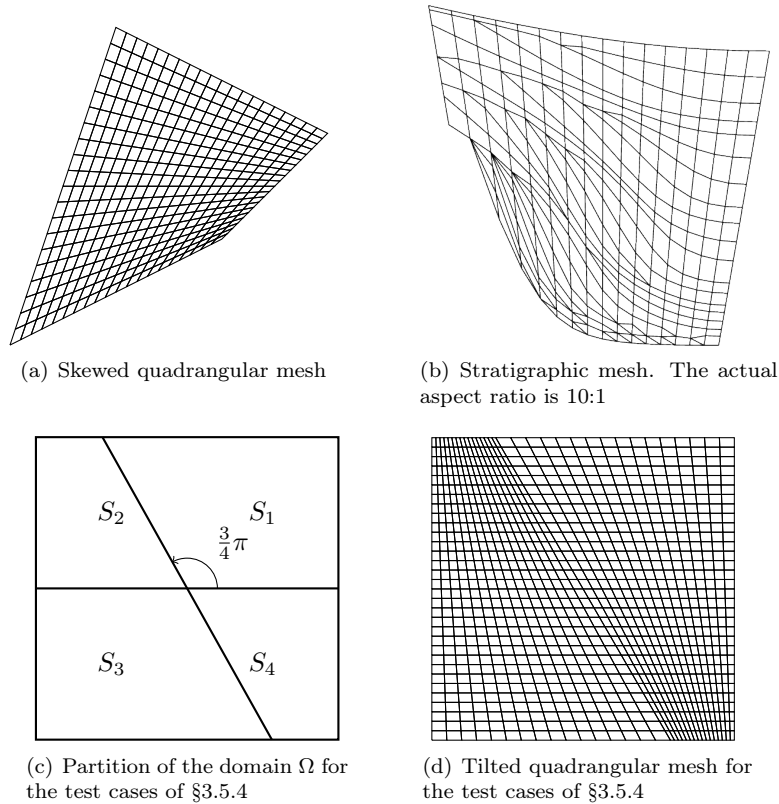 (a) Skewed quadrangular mesh
(b) Stratigraphic mesh. The actual
aspect ratio is 10:1
S₂
S₁
3/4 π
S₃
S₄
(c) Partition of the domain Ω for
the test cases of §3.5.4
(d) Tilted quadrangular mesh for
the test cases of §3.5.4